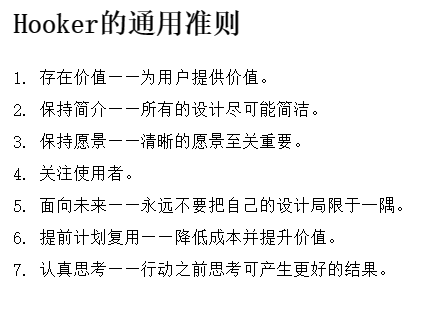 Hooker的通用准则
1. 存在价值——为用户提供价值。
2. 保持简介——所有的设计尽可能简洁。
3. 保持愿景——清晰的愿景至关重要。
4. 关注使用者。
5. 面向未来——永远不要把自己的设计局限于一隅。
6. 提前计划复用——降低成本并提升价值。
7. 认真思考——行动之前思考可产生更好的结果。